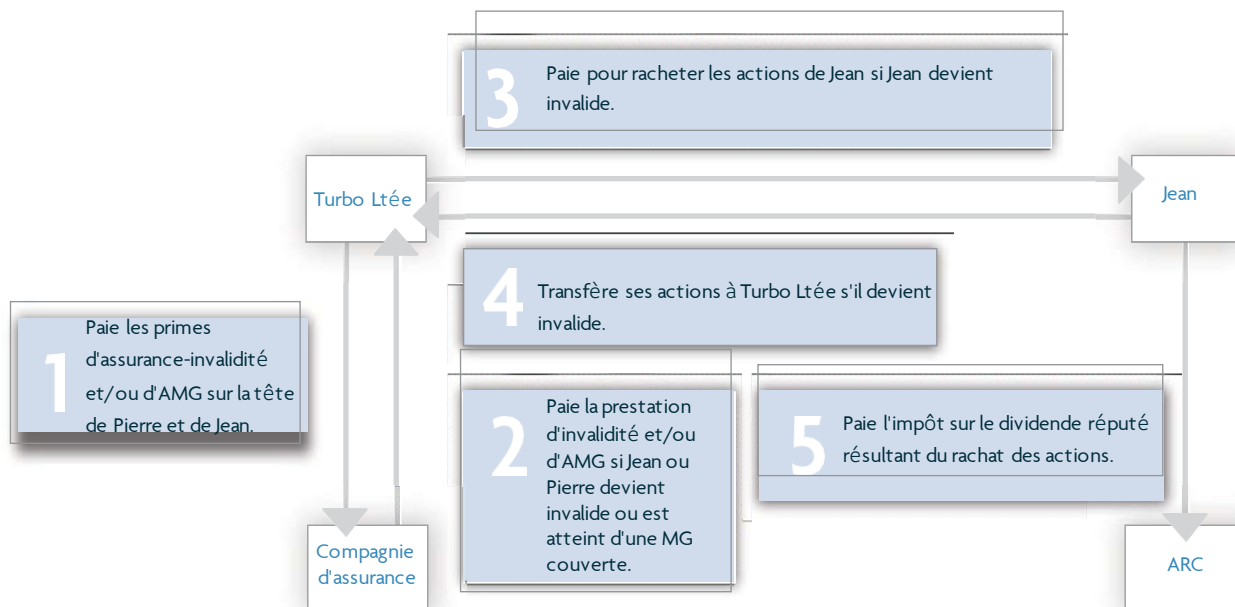 3
Paie pour racheter les actions de Jean si Jean devient
invalide.
Turbo Ltée
Jean
4
Transfère ses actions à Turbo Ltée s'il devient
invalide.
1
Paie les primes
d'assurance-invalidité
et/ou d'AMG sur la tête
de Pierre et de Jean.
2
Paie la prestation
d'invalidité et/ou
d'AMG si Jean ou
Pierre devient
invalide ou est
atteint d'une MG
couverte.
5
Paie l'impôt sur le dividende réputé
résultant du rachat des actions.
Compagnie
d'assurance
ARC